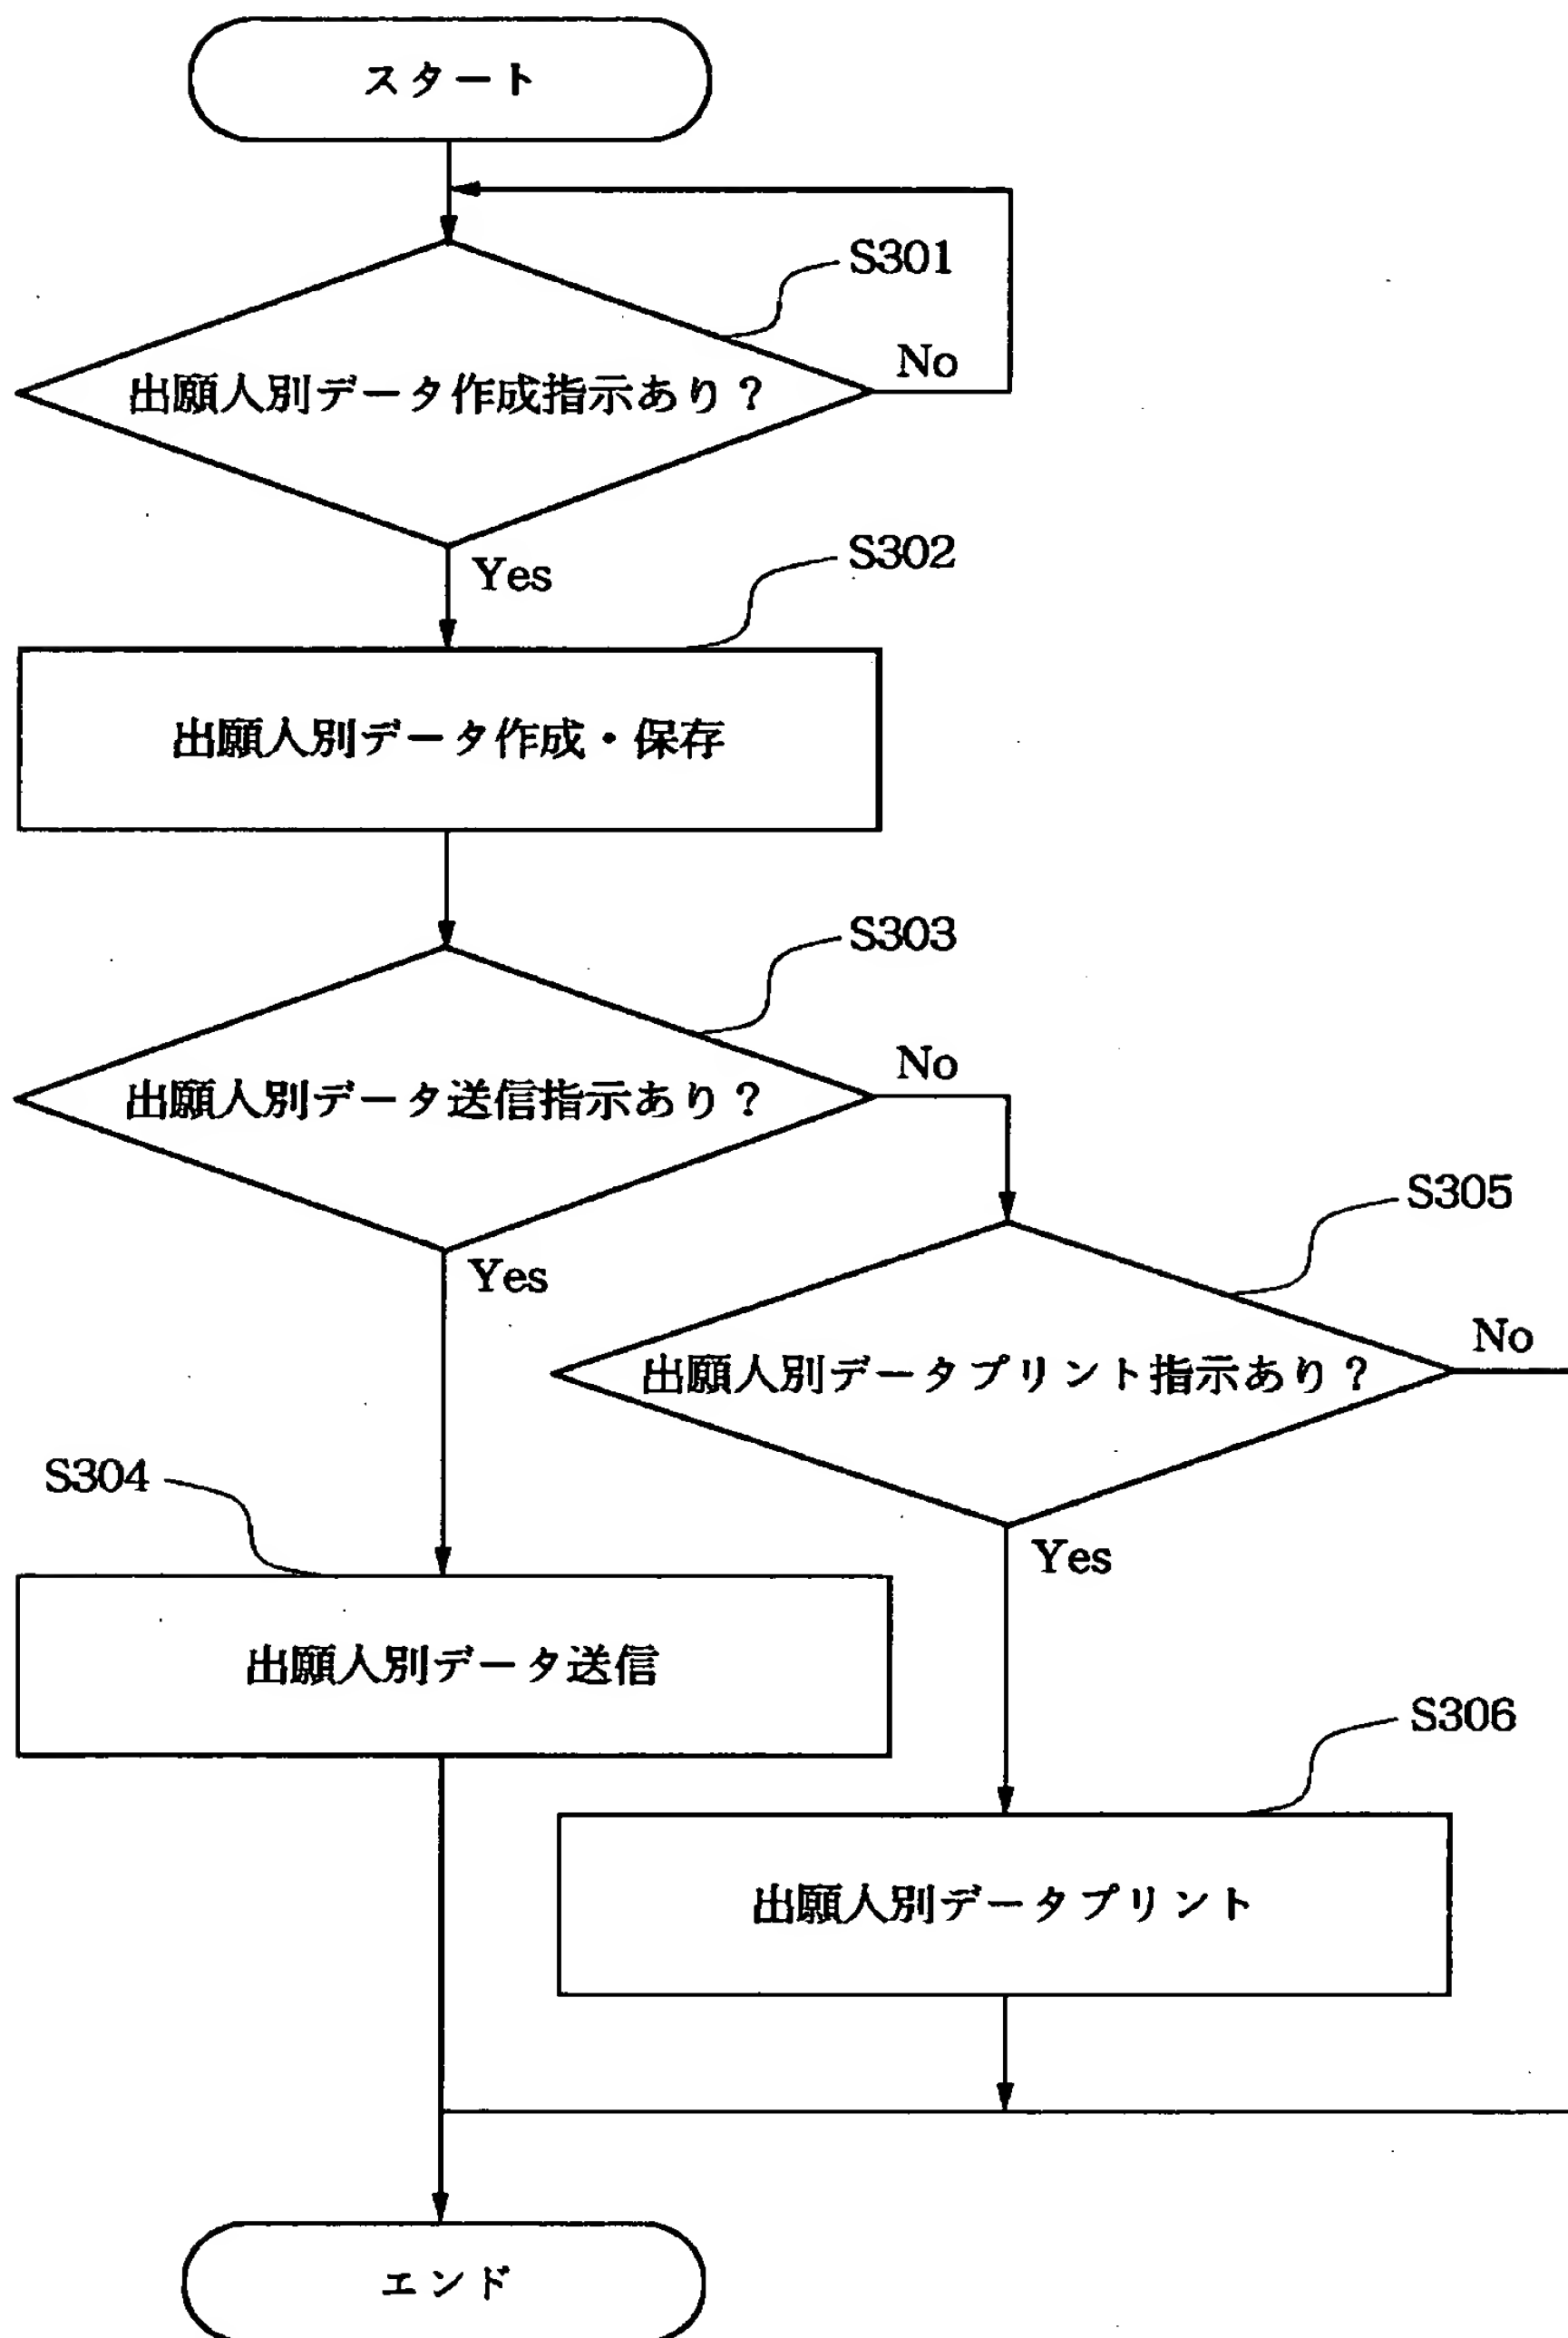 スタート
S301
No
出願人別データ作成指示あり?
Yes
S302
出願人別データ作成・保存
S303
No
出願人別データ送信指示あり?
Yes
S305
No
出願人別データプリント指示あり?
S304
Yes
出願人別データ送信
S306
出願人別データプリント
エンド